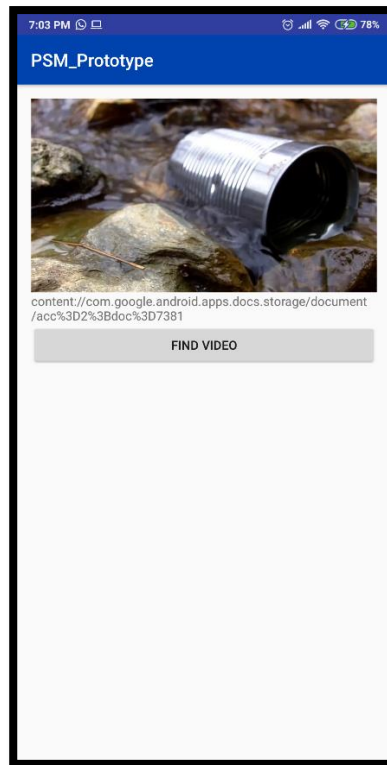 7:03 PM 78%
PSM_Prototype
content://com.google.android.apps.docs.storage/document
/acc%3D2%3Bdoc%3D7381
FIND VIDEO